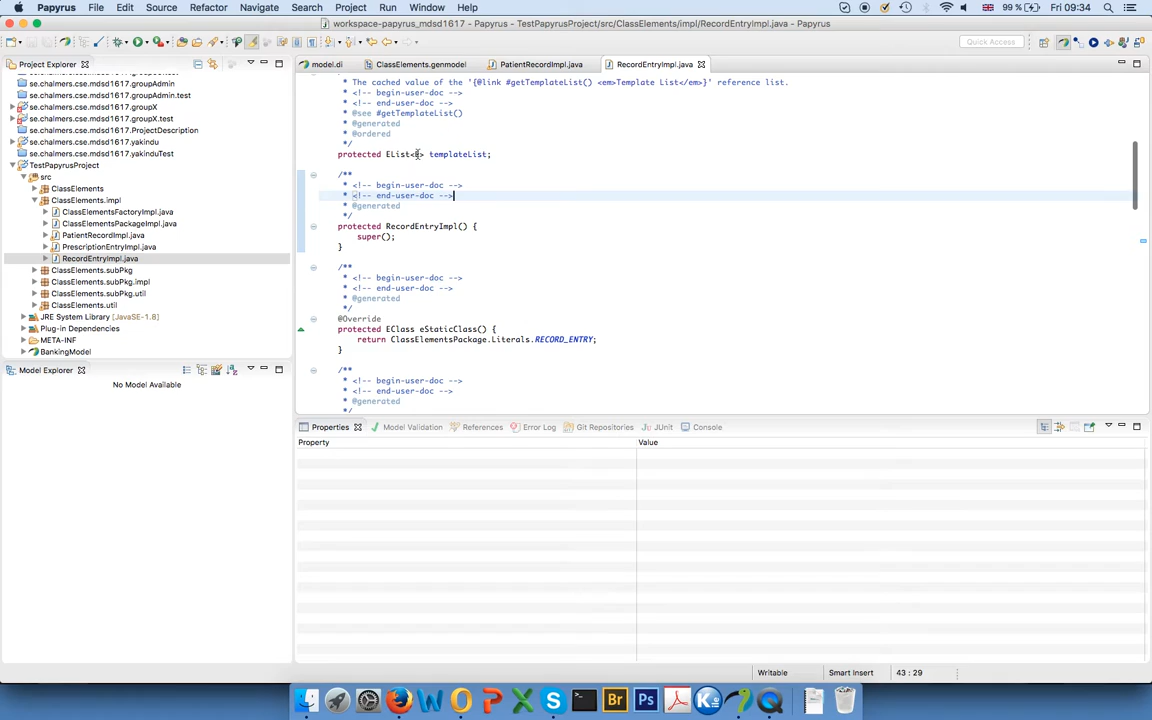 Papyrus File Edit Source Refactor Navigate Search Project Run Window Help 99% Fri 09:34
workspace-papyrus_mdsd1617 - Papyrus - TestPapyrusProject/src/ClassElements/impl/RecordEntryImpl.java - Papyrus
Quick Access
Project Explorer
se.chalmers.cse.mdsd1617.groupAdmin
se.chalmers.cse.mdsd1617.groupAdmin
se.chalmers.cse.mdsd1617.groupAdmin.test
se.chalmers.cse.mdsd1617.groupX
se.chalmers.cse.mdsd1617.groupX.test
se.chalmers.cse.mdsd1617.ProjectDescription
se.chalmers.cse.mdsd1617.yakindu
se.chalmers.cse.mdsd1617.yakinduTest
TestPapyrusProject
src
ClassElements
ClassElements.impl
ClassElementsFactoryImpl.java
ClassElementsPackageImpl.java
PatientRecordImpl.java
PrescriptionEntryImpl.java
RecordEntryImpl.java
ClassElements.subPkg
ClassElements.subPkg.impl
ClassElements.subPkg.util
ClassElements.util
JRE System Library [JavaSE-1.8]
Plug-in Dependencies
META-INF
BankingModel
Model Explorer
No Model Available
model.di ClassElements.genmodel PatientRecordImpl.java RecordEntryImpl.java
* The cached value of the '{@link #getTemplateList() <em>Template List</em>}' reference list.
* <!-- begin-user-doc -->
* <!-- end-user-doc -->
* @see #getTemplateList()
* @generated
* @ordered
*/
protected EList<?> templateList;
/**
* <!-- begin-user-doc -->
* <!-- end-user-doc -->
* @generated
*/
protected RecordEntryImpl() {
super();
}
/**
* <!-- begin-user-doc -->
* <!-- end-user-doc -->
* @generated
*/
@Override
protected EClass eStaticClass() {
return ClassElementsPackage.Literals.RECORD_ENTRY;
}
/**
* <!-- begin-user-doc -->
* <!-- end-user-doc -->
* @generated
*/
Properties Model Validation References Error Log Git Repositories JUnit Console
Property Value
Writable Smart Insert 43 : 29